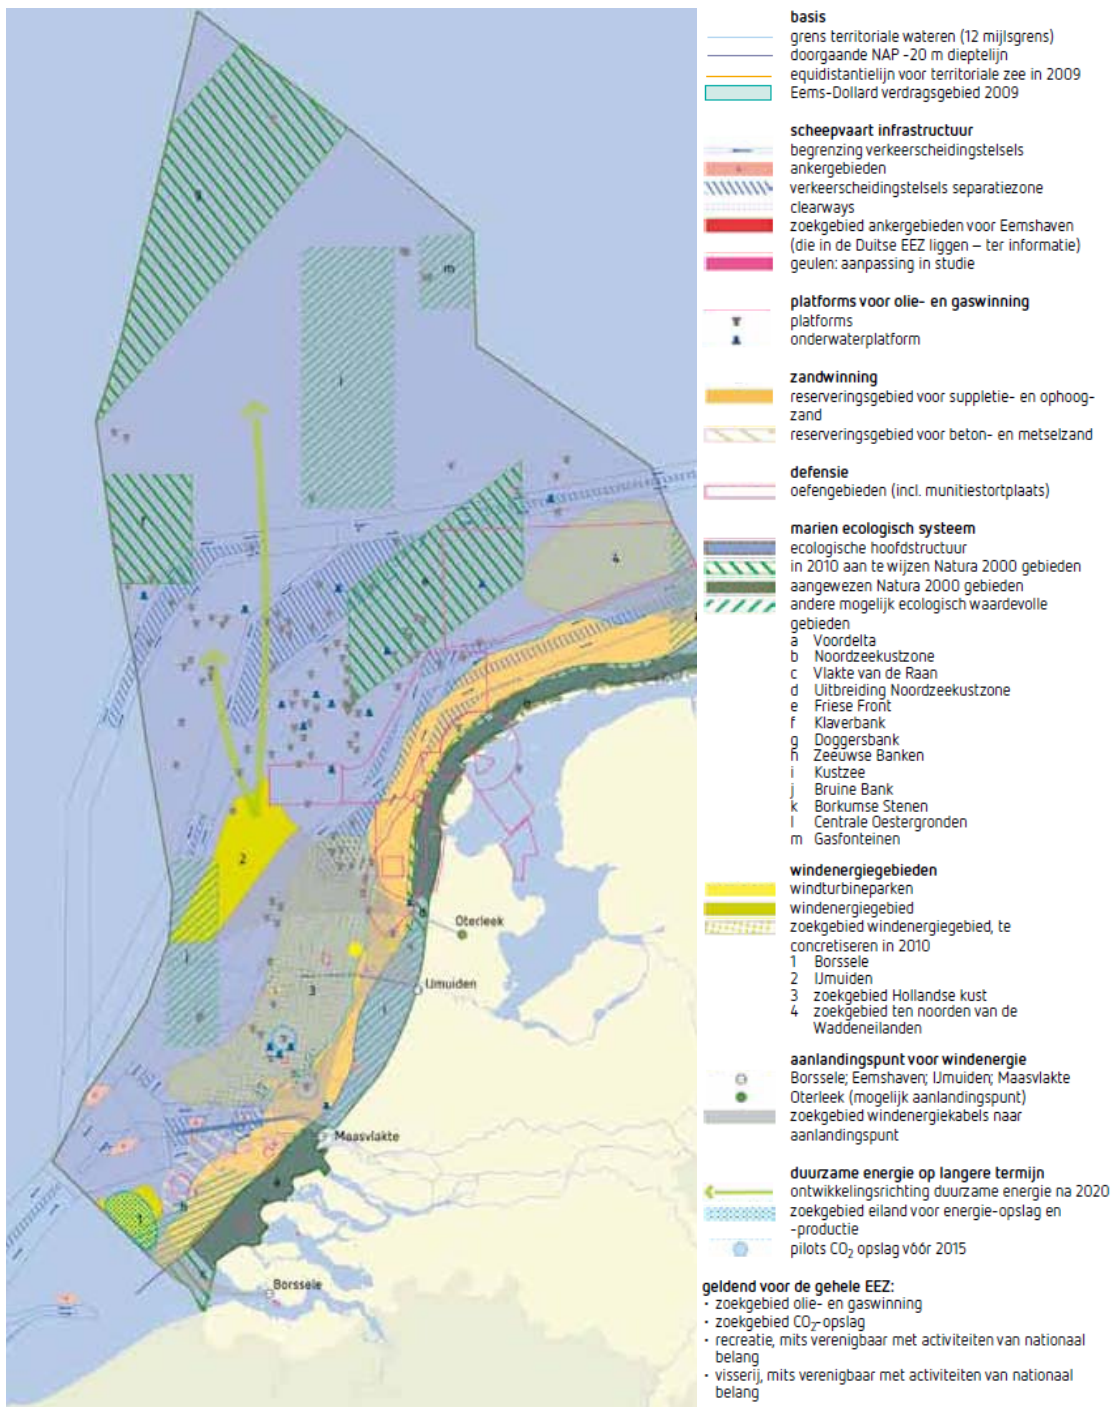 basis
grens territoriale wateren (12 mijlsgrens)
doorgaande NAP -20 m dieptelijn
equidistantielijn voor territoriale zee in 2009
Eems-Dollard verdragsgebied 2009
scheepvaart infrastructuur
begrenzing verkeerscheidingstelsels
ankergebieden
verkeerscheidingstelsels separatiezone
clearways
zoekgebied ankergebieden voor Eemshaven
(die in de Duitse EEZ liggen – ter informatie)
geulen: aanpassing in studie
platforms voor olie- en gaswinning
platforms
onderwaterplatform
zandwinning
reserveringsgebied voor suppletie- en ophoog-
zand
reserveringsgebied voor beton- en metselzand
defensie
oefengebieden (incl. munitiestortplaats)
marien ecologisch systeem
ecologische hoofdstructuur
in 2010 aan te wijzen Natura 2000 gebieden
aangewezen Natura 2000 gebieden
andere mogelijk ecologisch waardevolle
gebieden
a Voordelta
b Noordzeekustzone
c Vlakte van de Raan
d Uitbreiding Noordzeekustzone
e Friese Front
f Klaverbank
g Doggersbank
h Zeeuwse Banken
i Kustzee
j Bruine Bank
k Borkumse Stenen
l Centrale Oestergronden
m Gasfonteinen
windenergiegebieden
windturbineparken
windenergiegebied
zoekgebied windenergiegebied, te
concretiseren in 2010
1 Borssele
2 IJmuiden
3 zoekgebied Hollandse kust
4 zoekgebied ten noorden van de
Waddeneilanden
aanlandingspunt voor windenergie
Borssele; Eemshaven; IJmuiden; Maasvlakte
Oterleek (mogelijk aanlandingspunt)
zoekgebied windenergiekabels naar
aanlandingspunt
duurzame energie op langere termijn
ontwikkelingsrichting duurzame energie na 2020
zoekgebied eiland voor energie-opslag en
-productie
pilots CO₂ opslag vóór 2015
geldend voor de gehele EEZ:
· zoekgebied olie- en gaswinning
· zoekgebied CO₂-opslag
· recreatie, mits verenigbaar met activiteiten van nationaal
belang
· visserij, mits verenigbaar met activiteiten van nationaal
belang
g
m
l
f
e
4
2
d
Oterleek
j
3
IJmuiden
i
Maasvlakte
a
h
1
Borssele